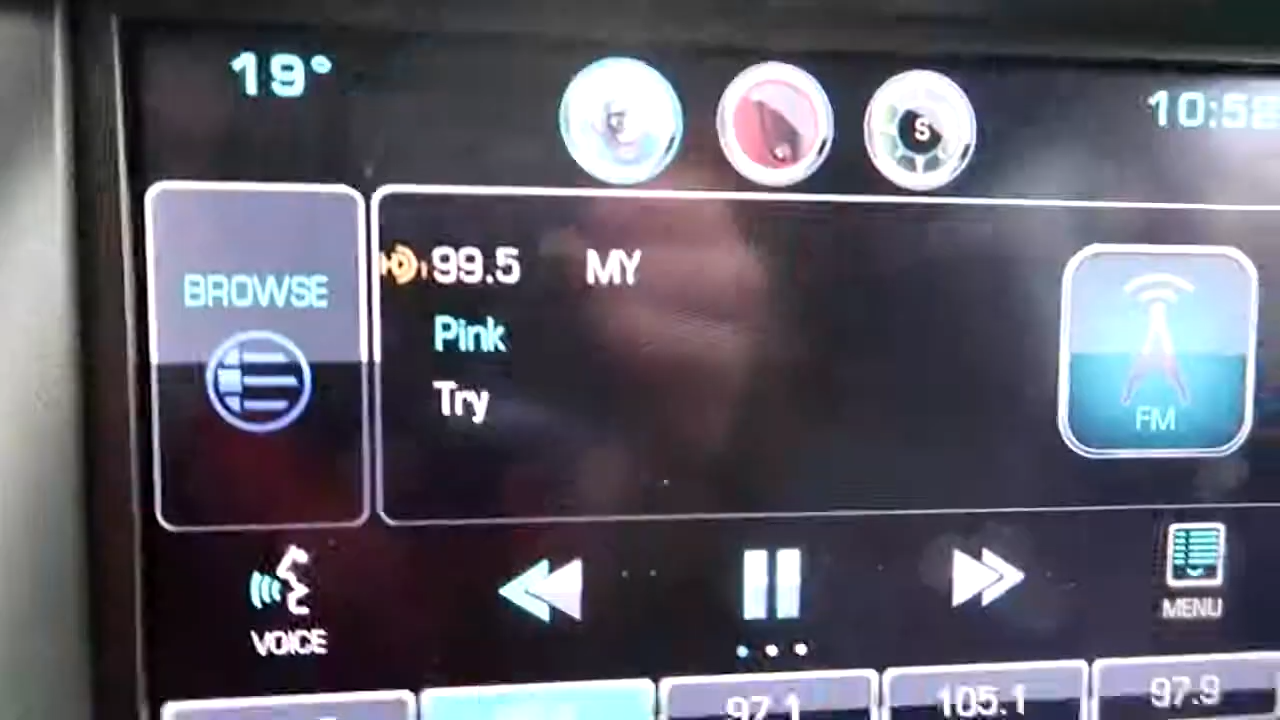 19°
S
10:5
BROWSE
99.5 MY
Pink
Try
FM
VOICE
MENU
97.1
105.1
97.9